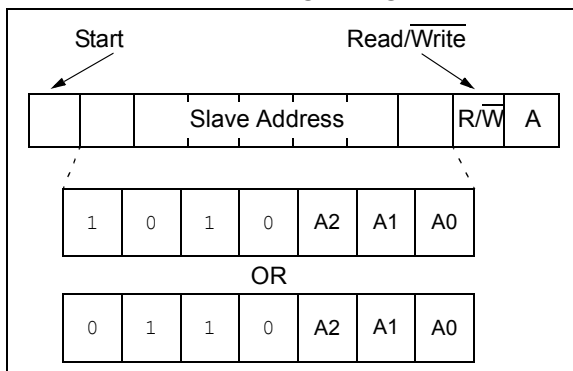 Start Read/Write
Slave Address R/W A
1 0 1 0 A2 A1 A0
OR
0 1 1 0 A2 A1 A0